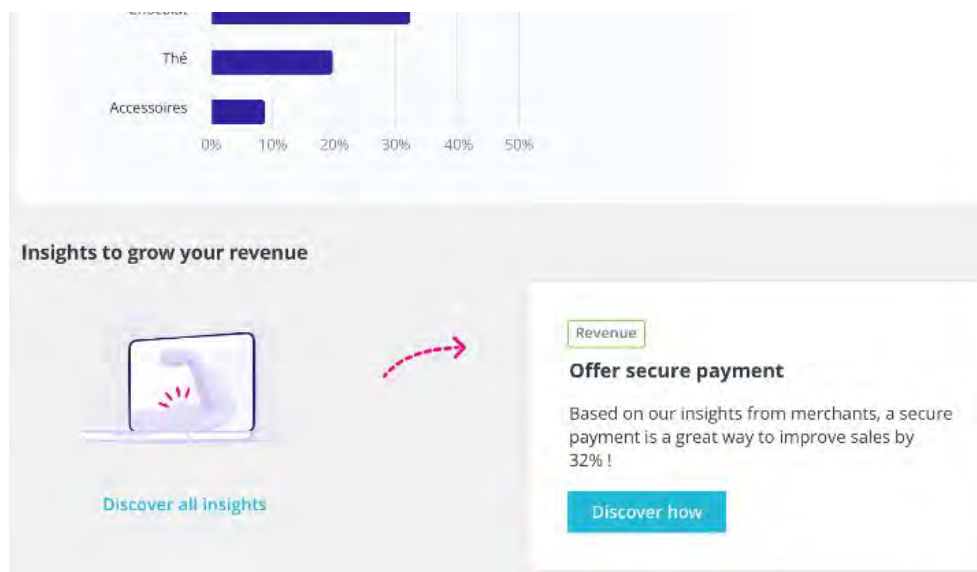 Chocolat
Thé
Accessoires
0% 10% 20% 30% 40% 50%
Insights to grow your revenue
Revenue
Offer secure payment
Based on our insights from merchants, a secure
payment is a great way to improve sales by
32% !
Discover all insights
Discover how